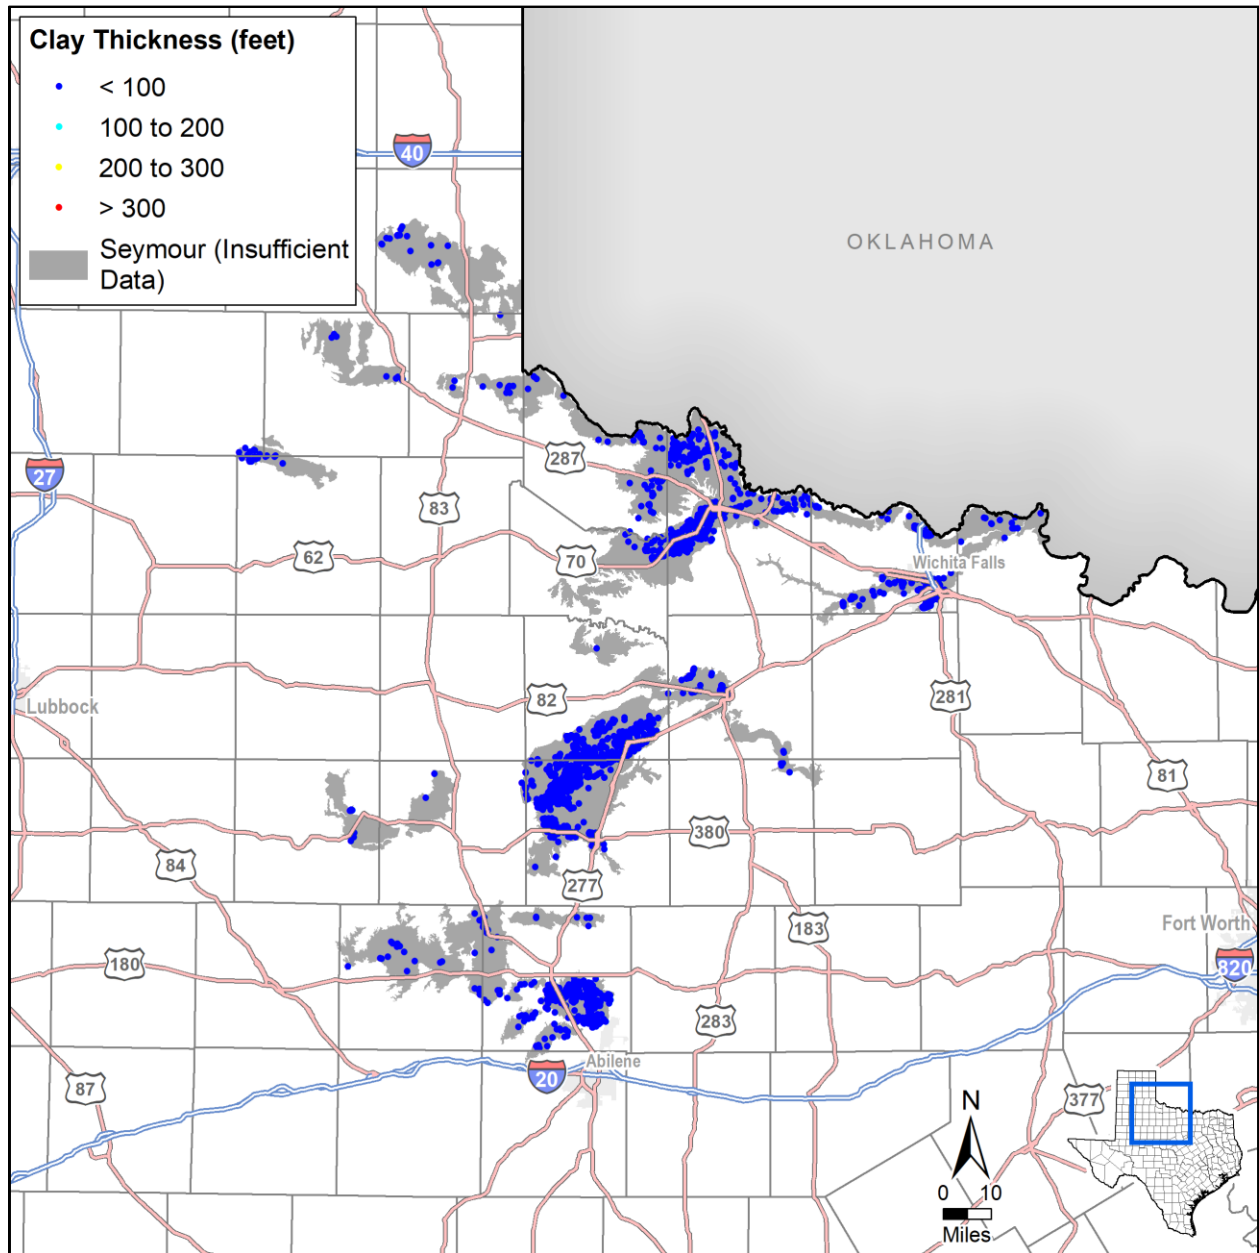 Clay Thickness (feet)
< 100
100 to 200
200 to 300
> 300
Seymour (Insufficient
Data)
40
OKLAHOMA
27
287
83
62
70
Wichita Falls
82
281
Lubbock
81
380
84
277
183
Fort Worth
180
820
283
Abilene
20
87
377
N
0 10
Miles